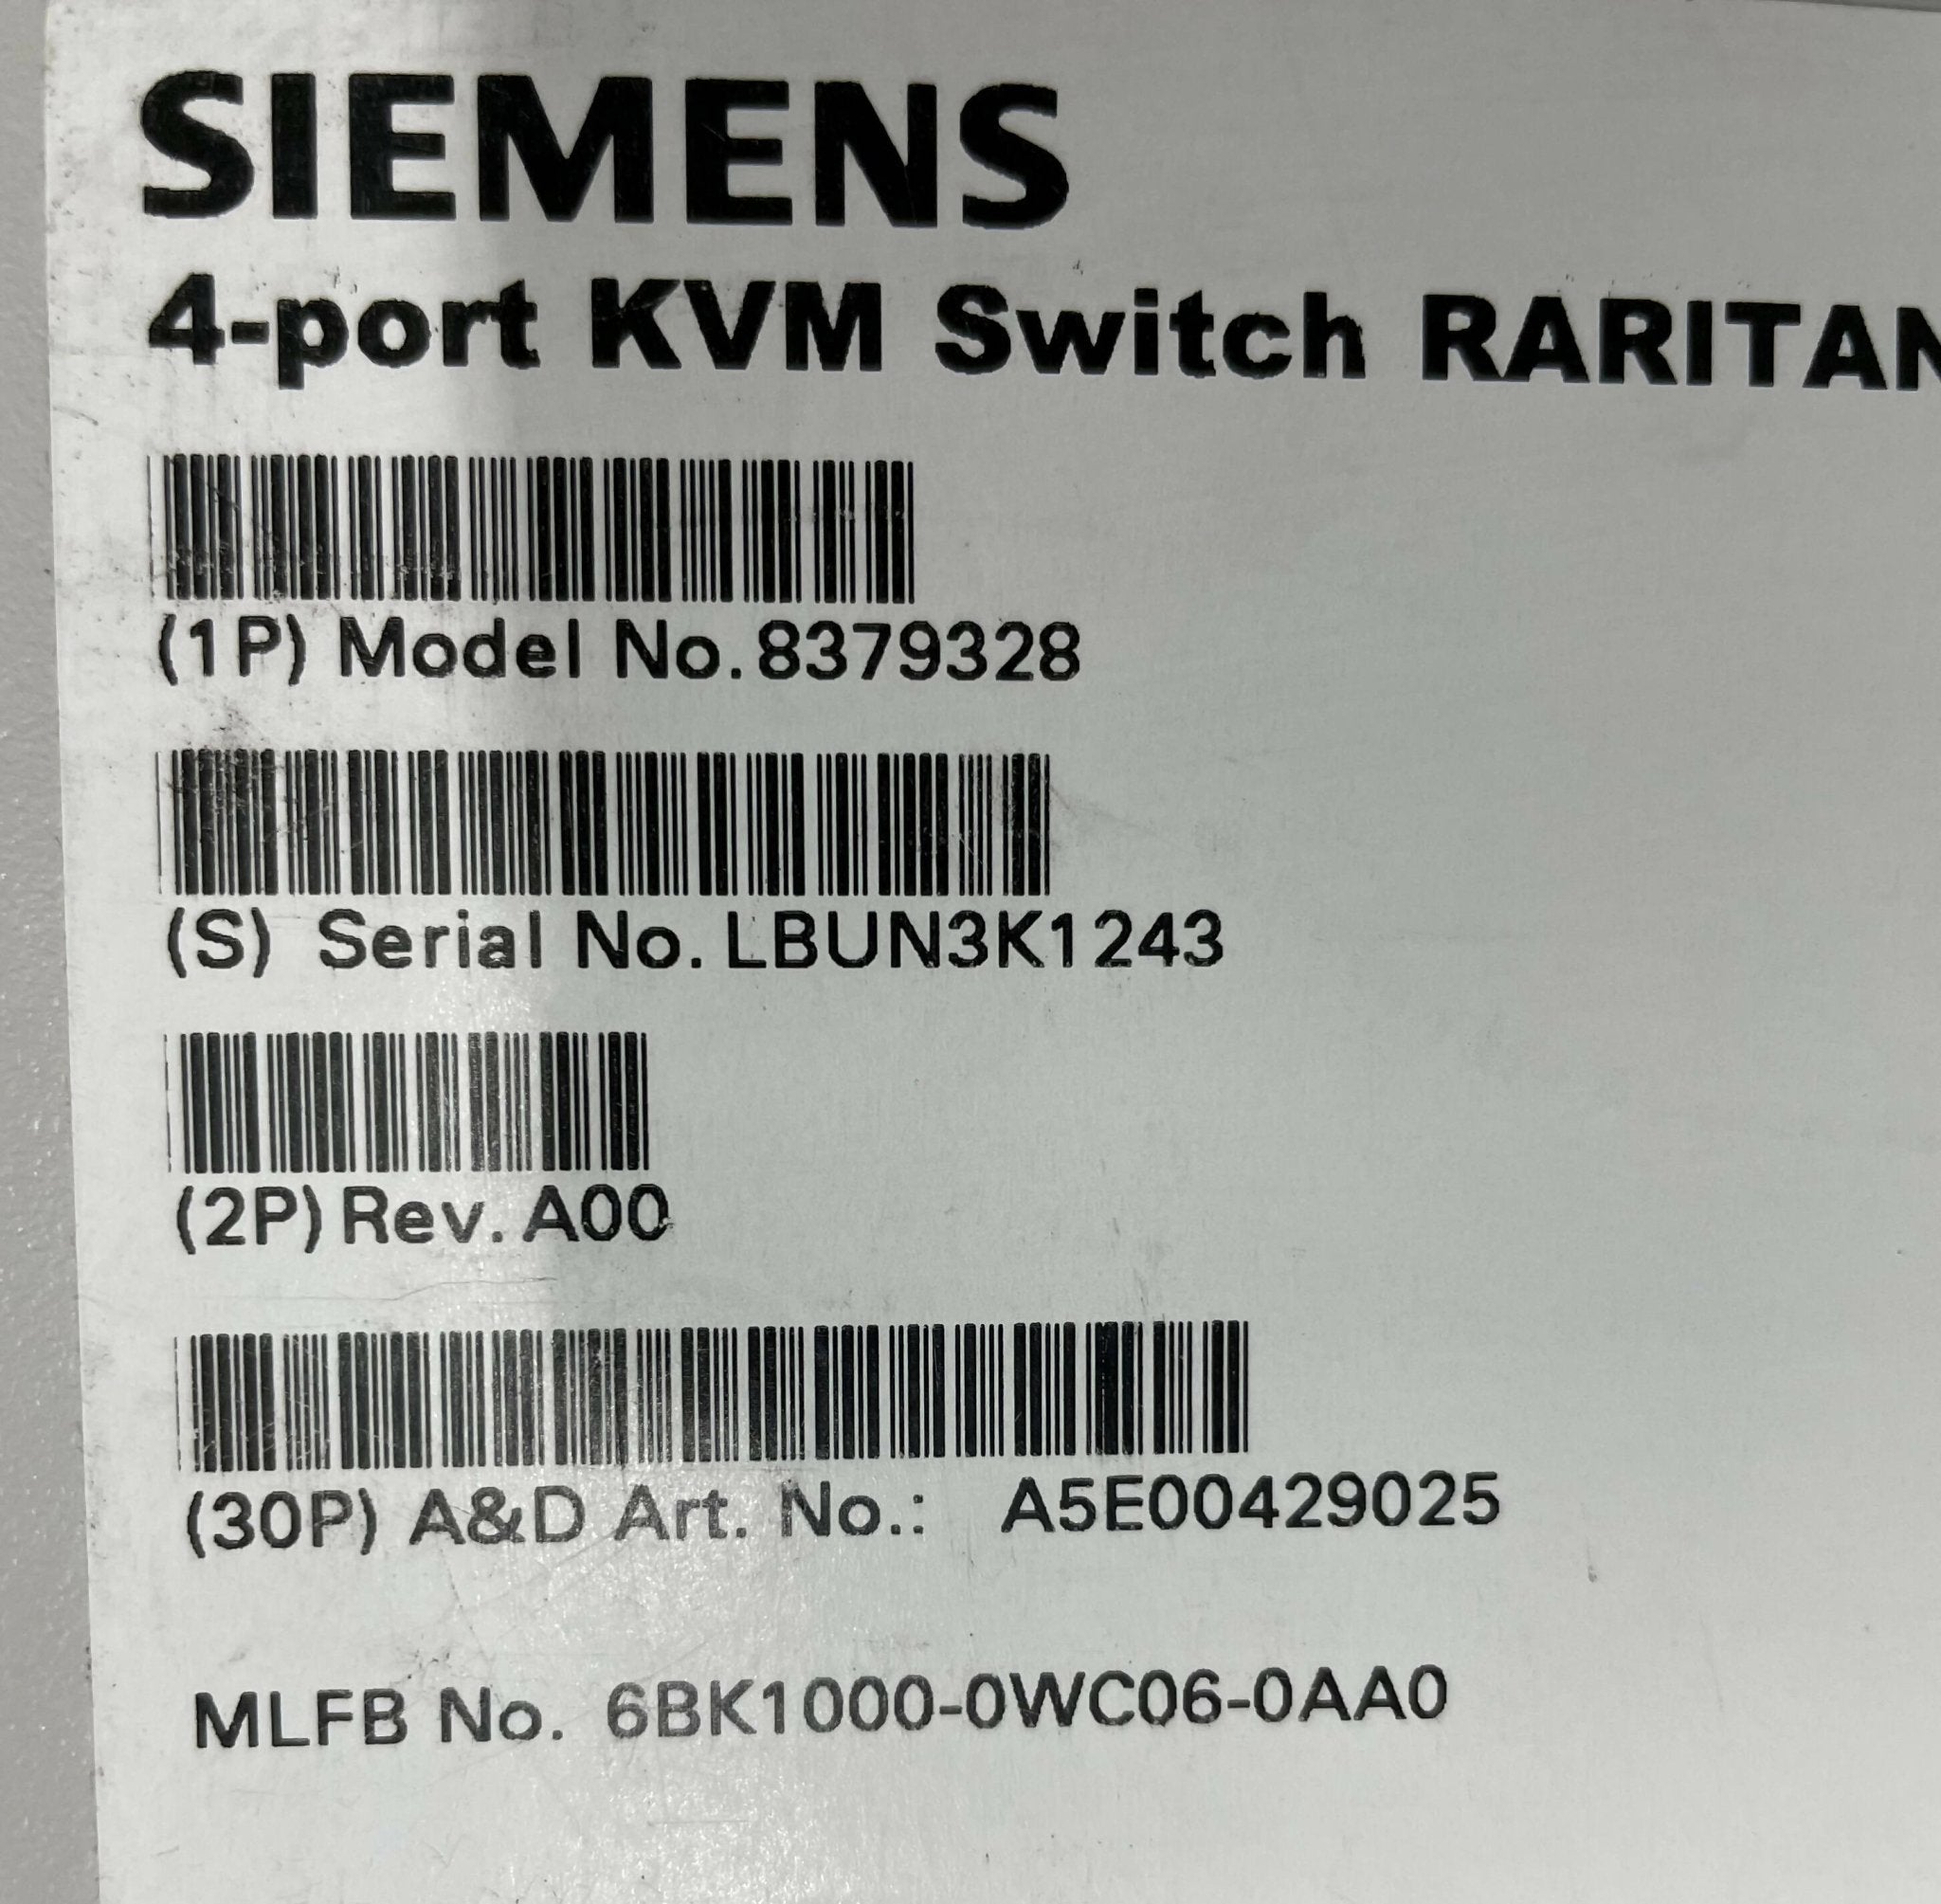 SIEMENS
4-port KVM Switch RARITAN
(1P) Model No.8379328
(S) Serial No.LBUN3K1243
(2P) Rev. A00
(30P) A&D Art. No.: A5E00429025
MLFB No. 6BK1000-0WC06-0AA0